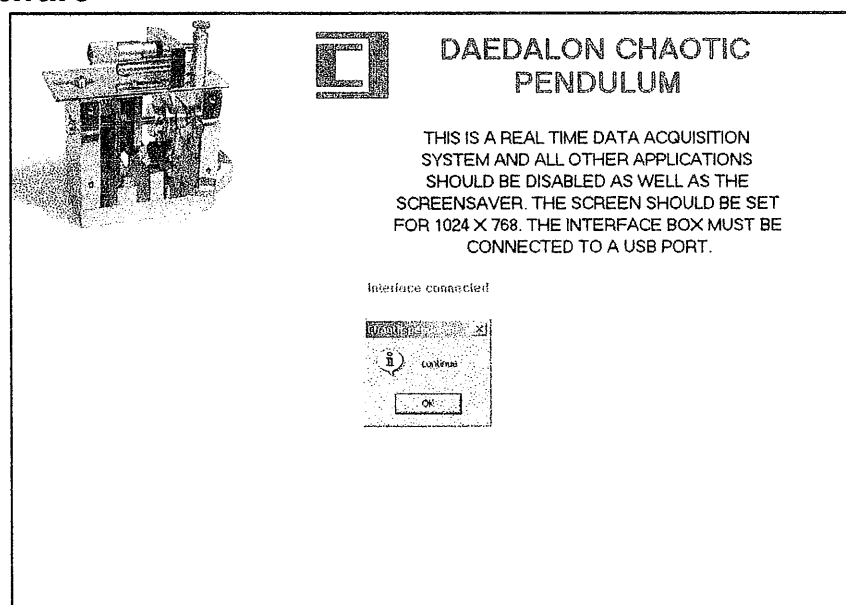 DAEDALON CHAOTIC
PENDULUM
THIS IS A REAL TIME DATA ACQUISITION
SYSTEM AND ALL OTHER APPLICATIONS
SHOULD BE DISABLED AS WELL AS THE
SCREENSAVER. THE SCREEN SHOULD BE SET
FOR 1024 X 768. THE INTERFACE BOX MUST BE
CONNECTED TO A USB PORT.
Interface connected
continue
OK